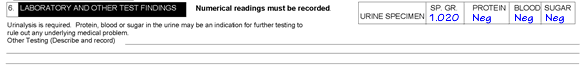 6. LABORATORY AND OTHER TEST FINDINGS Numerical readings must be recorded.
URINE SPECIMEN SP. GR. PROTEIN BLOOD SUGAR
1.020 Neg Neg Neg
Urinalysis is required. Protein, blood or sugar in the urine may be an indication for further testing to
rule out any underlying medical problem.
Other Testing (Describe and record)